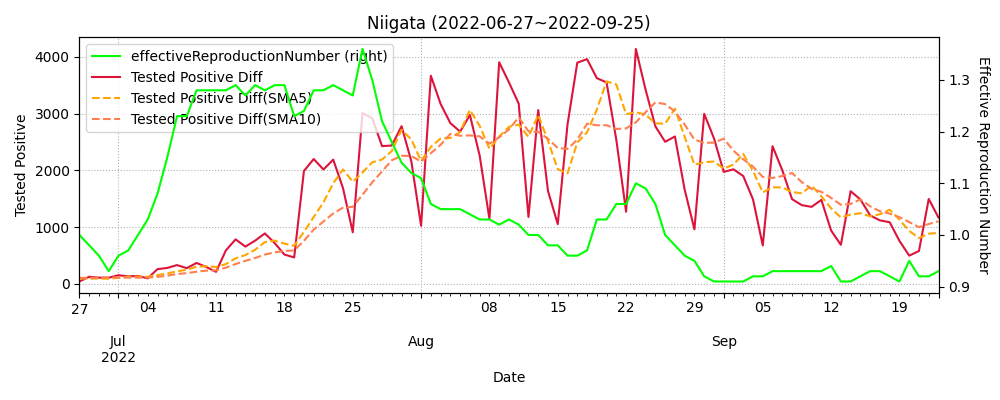 Niigata (2022-06-27~2022-09-25)
effectiveReproductionNumber (right)
Tested Positive Diff
Tested Positive Diff(SMA5)
Tested Positive Diff(SMA10)
Tested Positive
4000
3000
2000
1000
0
Effective Reproduction Number
1.3
1.2
1.1
1.0
0.9
27 04 11 18 25 08 15 22 29 05 12 19
Jul Aug Sep
2022
Date